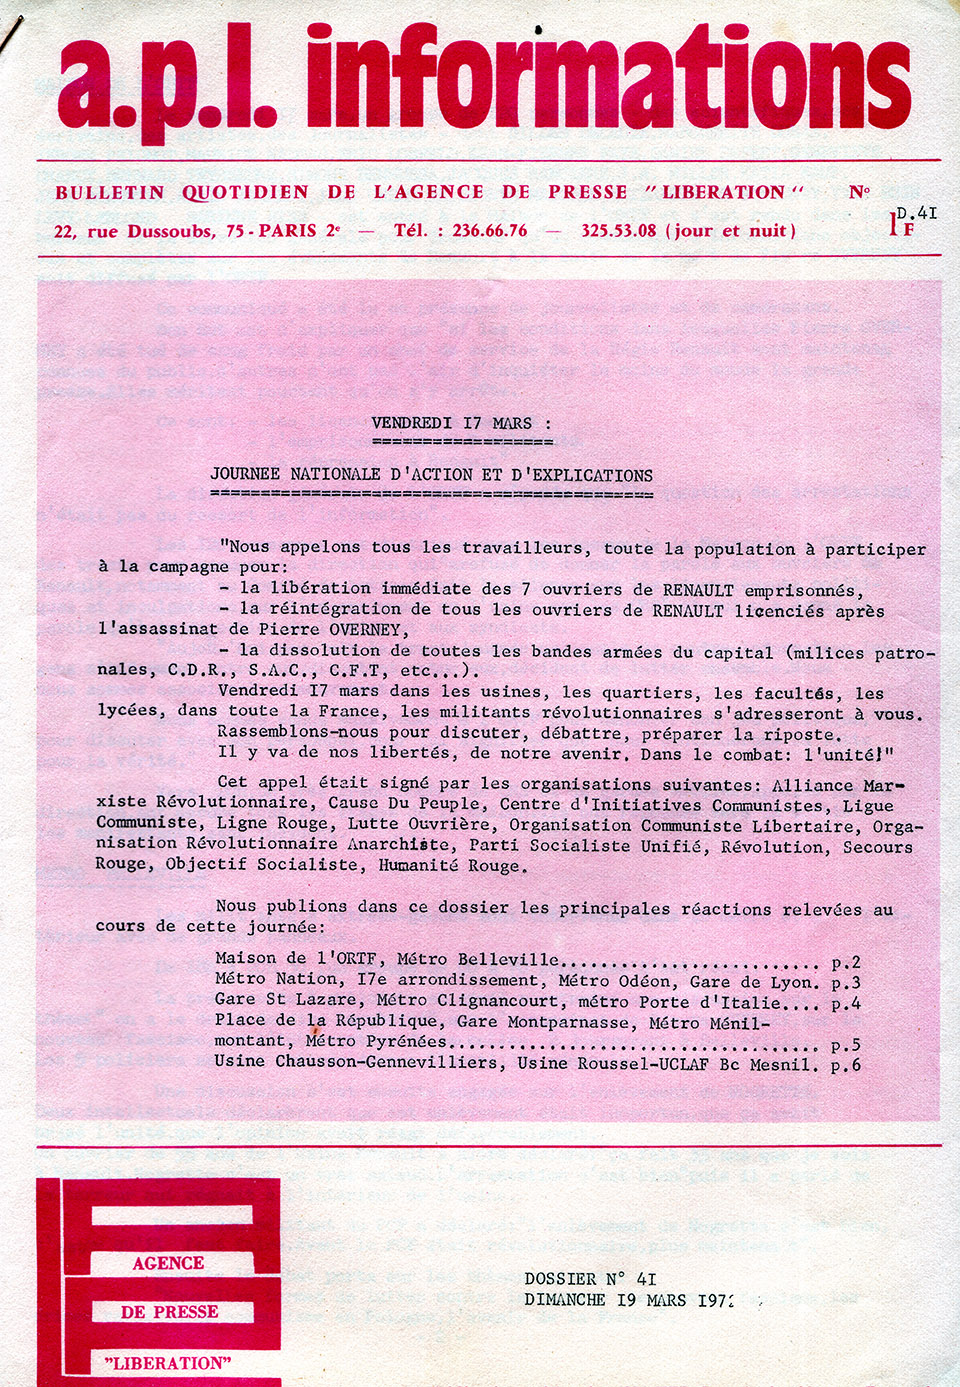 a.p.l. informations
BULLETIN QUOTIDIEN DE L'AGENCE DE PRESSE "LIBERATION" Nº
D.4I
22, rue Dussoubs, 75 - PARIS 2e — Tél. : 236.66.76 — 325.53.08 (jour et nuit) 1F
VENDREDI I7 MARS :
==================
JOURNEE NATIONALE D'ACTION ET D'EXPLICATIONS
============================================
"Nous appelons tous les travailleurs, toute la population à participer
à la campagne pour:
- la libération immédiate des 7 ouvriers de RENAULT emprisonnés,
- la réintégration de tous les ouvriers de RENAULT licenciés après
l'assassinat de Pierre OVERNEY,
- la dissolution de toutes les bandes armées du capital (milices patro-
nales, C.D.R., S.A.C., C.F.T, etc...).
Vendredi I7 mars dans les usines, les quartiers, les facultés, les
lycées, dans toute la France, les militants révolutionnaires s'adresseront à vous.
Rassemblons-nous pour discuter, débattre, préparer la riposte.
Il y va de nos libertés, de notre avenir. Dans le combat: l'unité!"
Cet appel était signé par les organisations suivantes: Alliance Mar-
xiste Révolutionnaire, Cause Du Peuple, Centre d'Initiatives Communistes, Ligue
Communiste, Ligne Rouge, Lutte Ouvrière, Organisation Communiste Libertaire, Orga-
nisation Révolutionnaire Anarchiste, Parti Socialiste Unifié, Révolution, Secours
Rouge, Objectif Socialiste, Humanité Rouge.
Nous publions dans ce dossier les principales réactions relevées au
cours de cette journée:
Maison de l'ORTF, Métro Belleville.......................... p.2
Métro Nation, I7e arrondissement, Métro Odéon, Gare de Lyon. p.3
Gare St Lazare, Métro Clignancourt, métro Porte d'Italie.... p.4
Place de la République, Gare Montparnasse, Métro Ménil-
montant, Métro Pyrénées..................................... p.5
Usine Chausson-Gennevilliers, Usine Roussel-UCLAF Bc Mesnil. p.6
AGENCE
DE PRESSE
"LIBERATION"
DOSSIER N° 4I
DIMANCHE I9 MARS I972